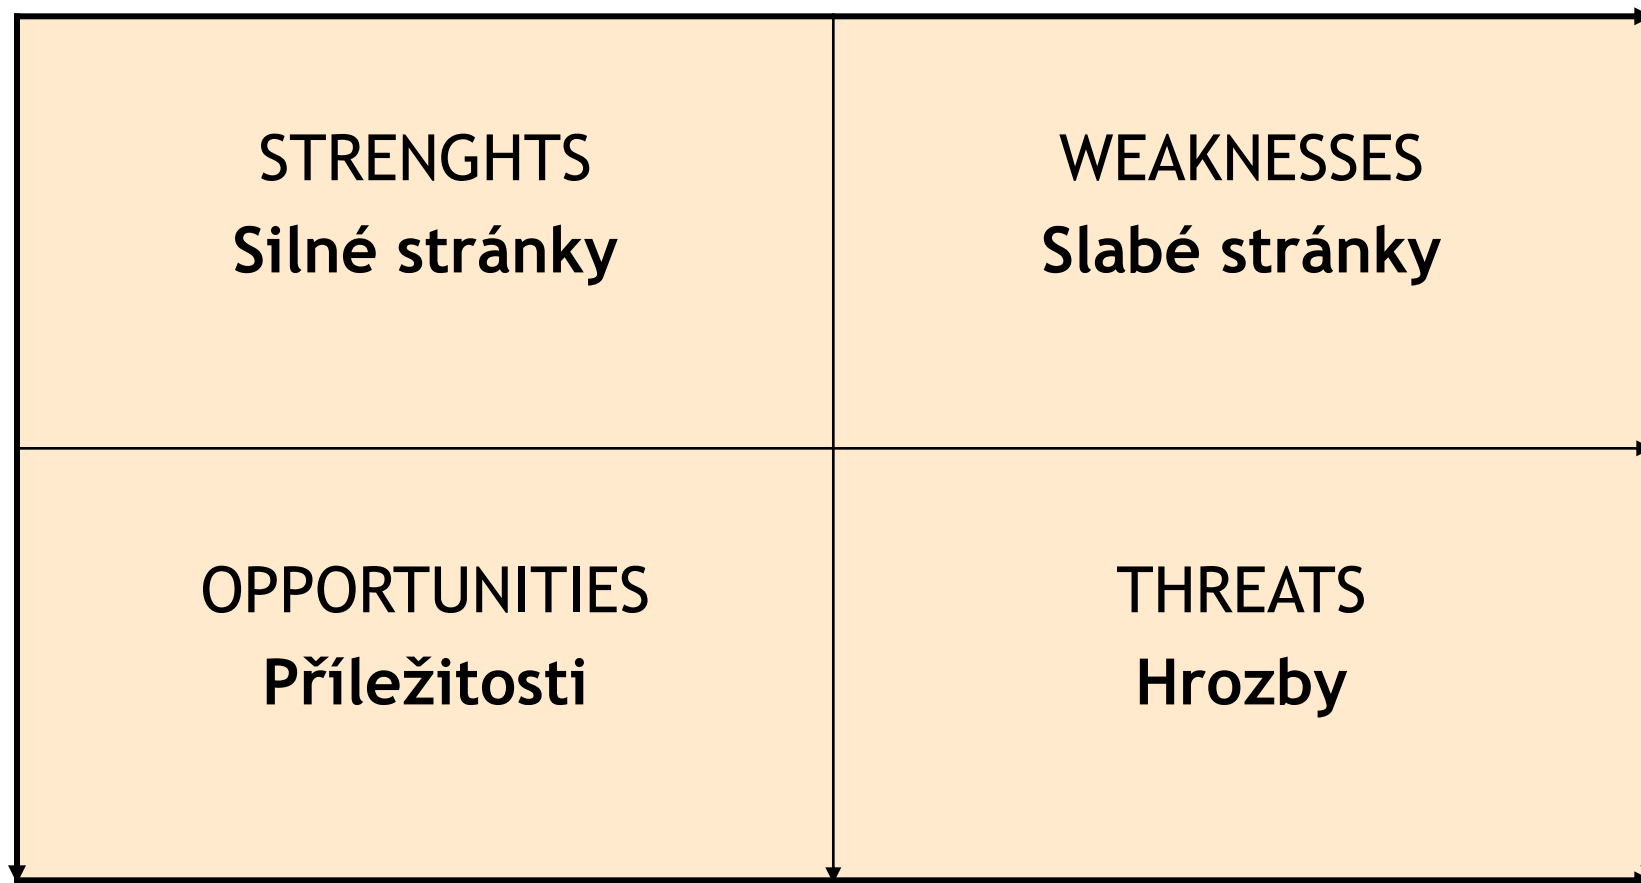 STRENGHTS
Silné stránky
WEAKNESSES
Slabé stránky
OPPORTUNITIES
Příležitosti
THREATS
Hrozby